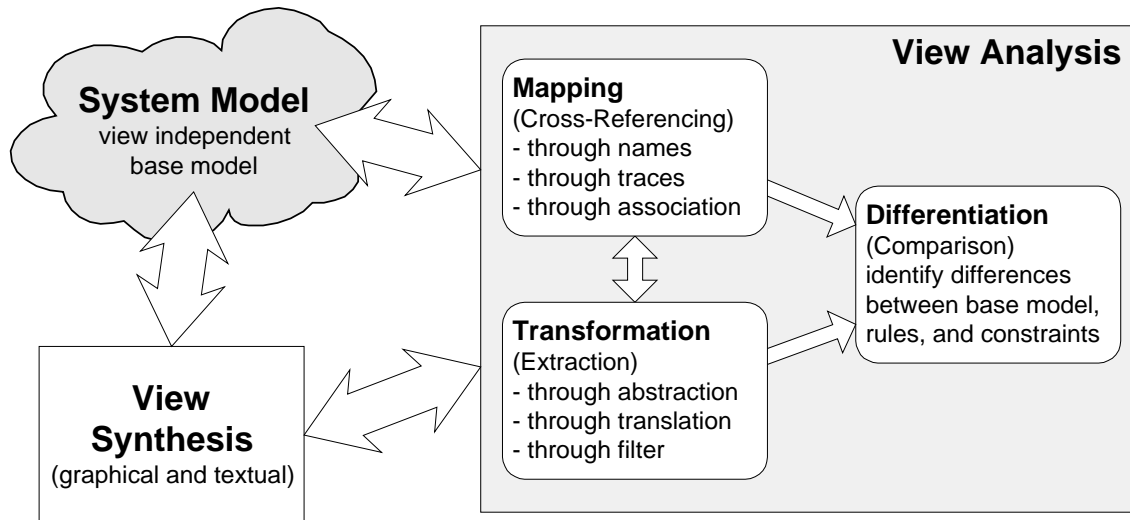 System Model
view independent
base model
View
Synthesis
(graphical and textual)
View Analysis
Mapping
(Cross-Referencing)
- through names
- through traces
- through association
Transformation
(Extraction)
- through abstraction
- through translation
- through filter
Differentiation
(Comparison)
identify differences
between base model,
rules, and constraints